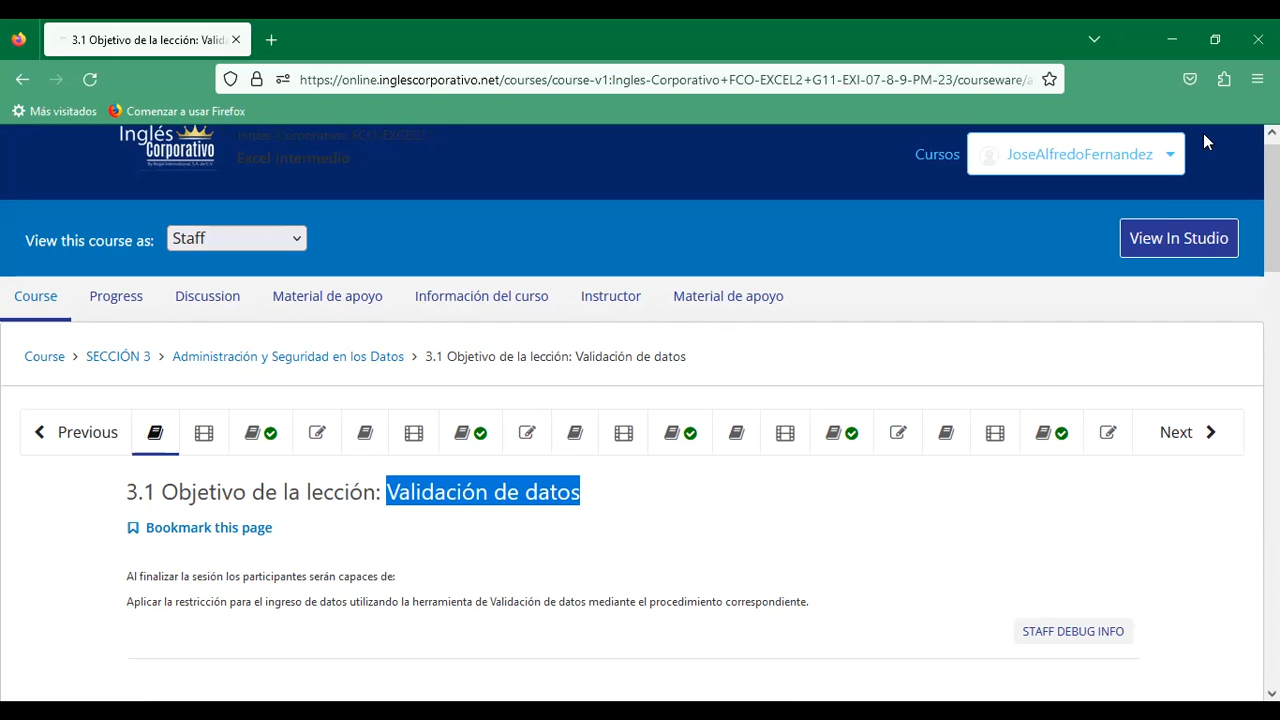 3.1 Objetivo de la lección: Valid
https://online.inglescorporativo.net/courses/course-v1:Ingles-Corporativo+FCO-EXCEL2+G11-EXI-07-8-9-PM-23/courseware/
Más visitados
Comenzar a usar Firefox
Inglés
Corporativo
Ingles_Corporativo: FCO-EXCEL2
Excel Intermedio
Cursos
JoseAlfredoFernandez
View this course as:
Staff
View In Studio
Course
Progress
Discussion
Material de apoyo
Información del curso
Instructor
Material de apoyo
Course > SECCIÓN 3 > Administración y Seguridad en los Datos > 3.1 Objetivo de la lección: Validación de datos
Previous
Next
3.1 Objetivo de la lección: Validación de datos
Bookmark this page
Al finalizar la sesión los participantes serán capaces de:
Aplicar la restricción para el ingreso de datos utilizando la herramienta de Validación de datos mediante el procedimiento correspondiente.
STAFF DEBUG INFO